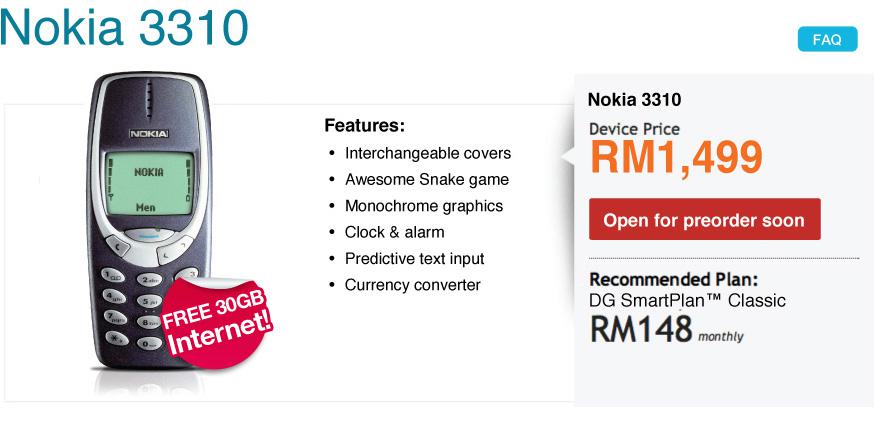 Nokia 3310
FAQ
NOKIA
NOKIA
Men
FREE 30GB
Internet!
Features:
• Interchangeable covers
• Awesome Snake game
• Monochrome graphics
• Clock & alarm
• Predictive text input
• Currency converter
Nokia 3310
Device Price
RM1,499
Open for preorder soon
Recommended Plan:
DG SmartPlan™ Classic
RM148 monthly